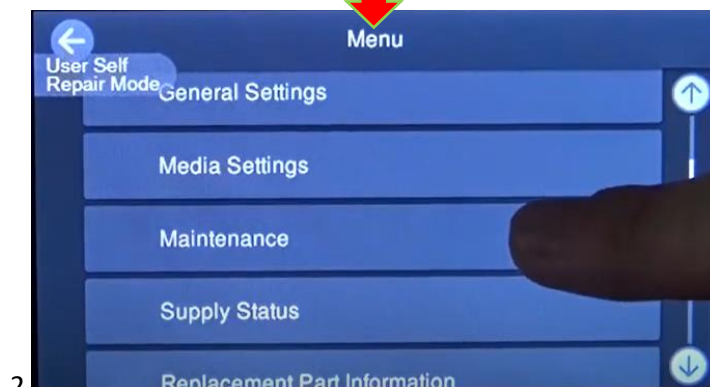 Menu
User Self
Repair Mode
General Settings
Media Settings
Maintenance
Supply Status
Replacement Part Information
2